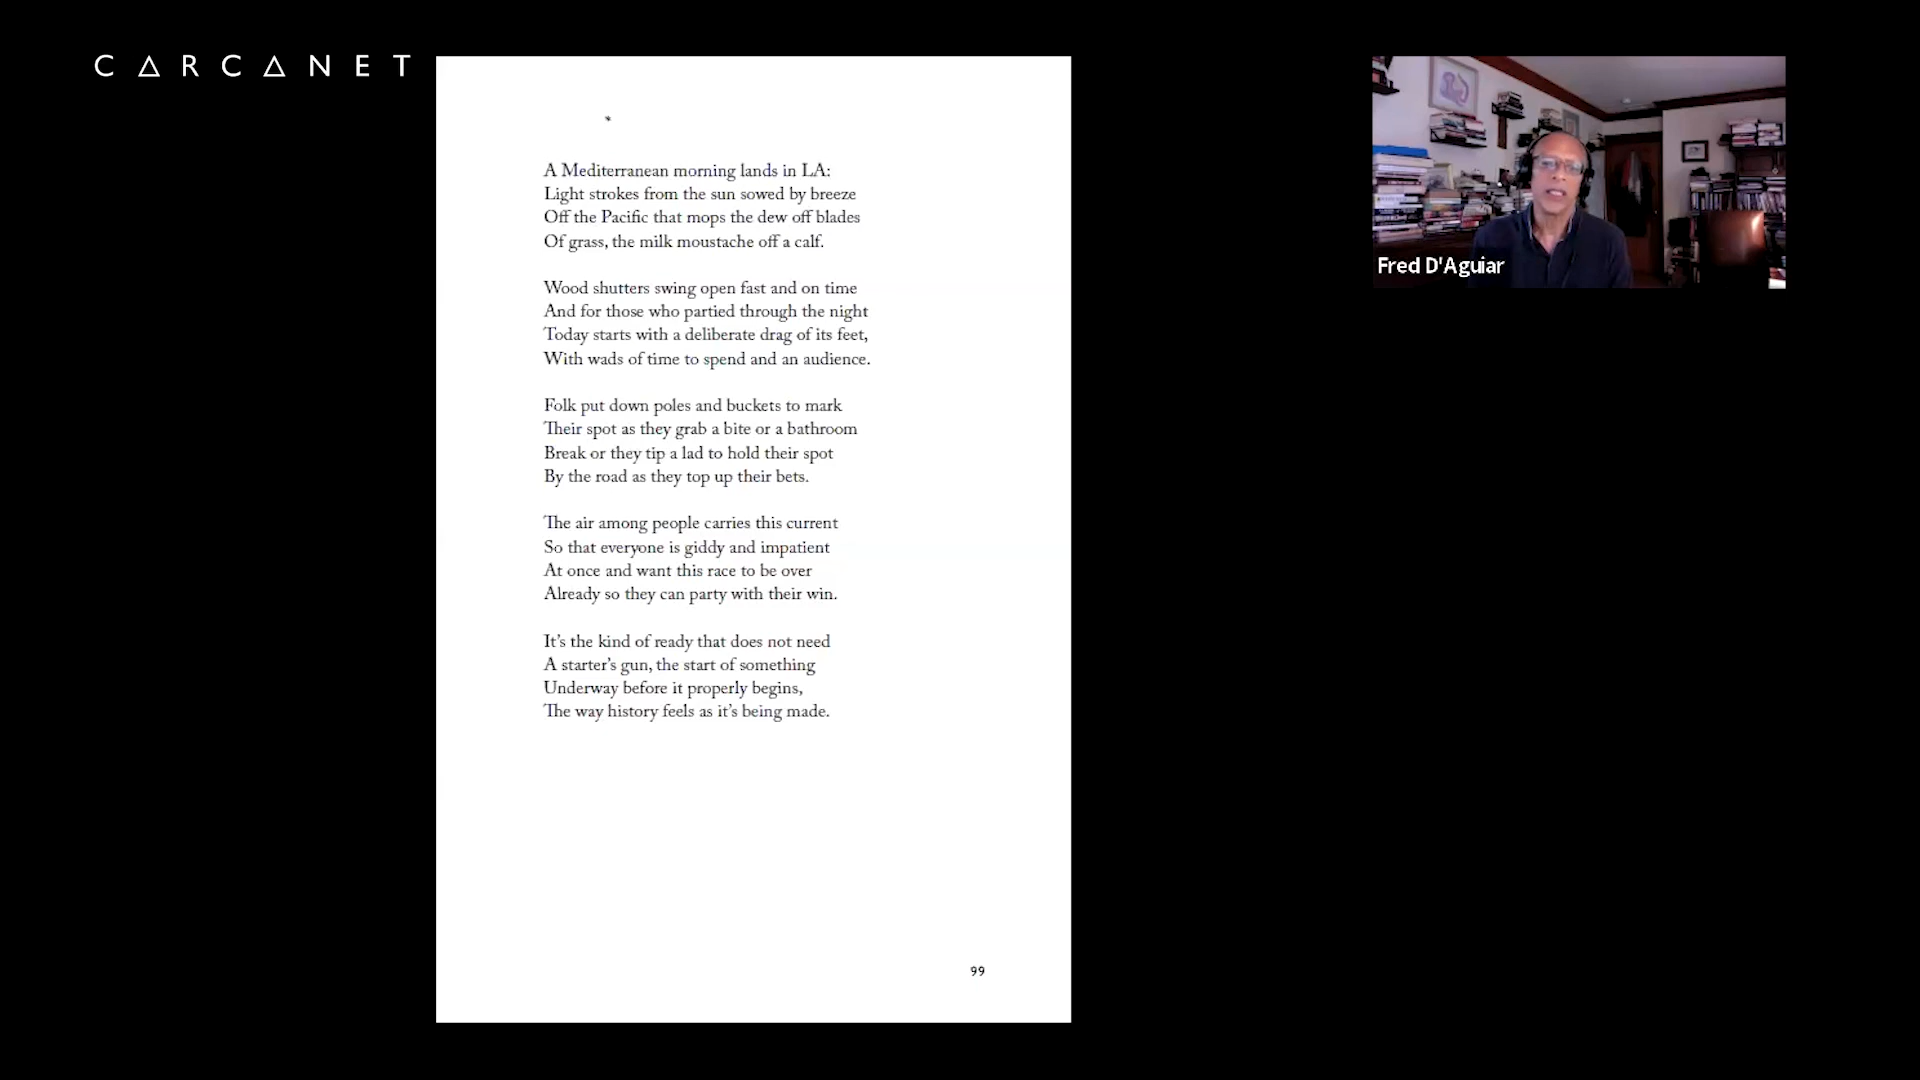 CARCANET
*
A Mediterranean morning lands in LA:
Light strokes from the sun sowed by breeze
Off the Pacific that mops the dew off blades
Of grass, the milk moustache off a calf.
Wood shutters swing open fast and on time
And for those who partied through the night
Today starts with a deliberate drag of its feet,
With wads of time to spend and an audience.
Folk put down poles and buckets to mark
Their spot as they grab a bite or a bathroom
Break or they tip a lad to hold their spot
By the road as they top up their bets.
The air among people carries this current
So that everyone is giddy and impatient
At once and want this race to be over
Already so they can party with their win.
It’s the kind of ready that does not need
A starter’s gun, the start of something
Underway before it properly begins,
The way history feels as it’s being made.
99
Fred D'Aguiar